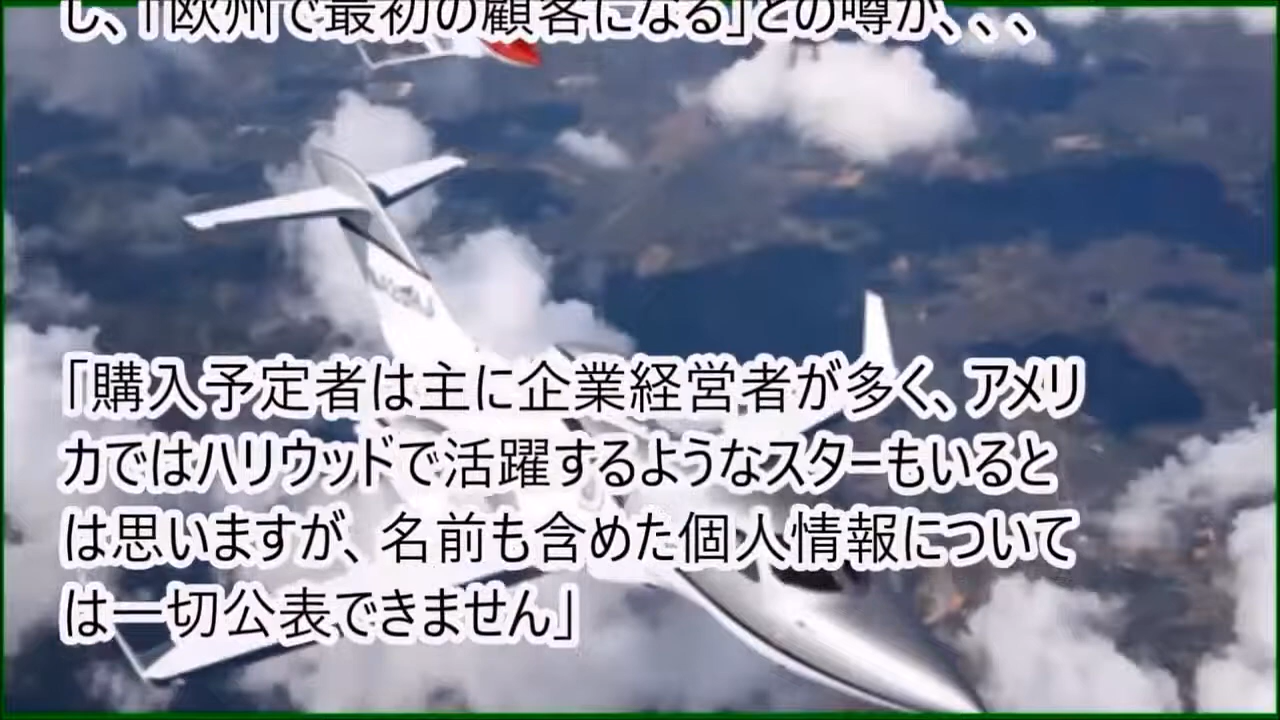 し、「欧州で最初の顧客になる」との噂が、、、
「購入予定者は主に企業経営者が多く、アメリ
カではハリウッドで活躍するようなスターもいると
は思いますが、名前も含めた個人情報について
は一切公表できません」